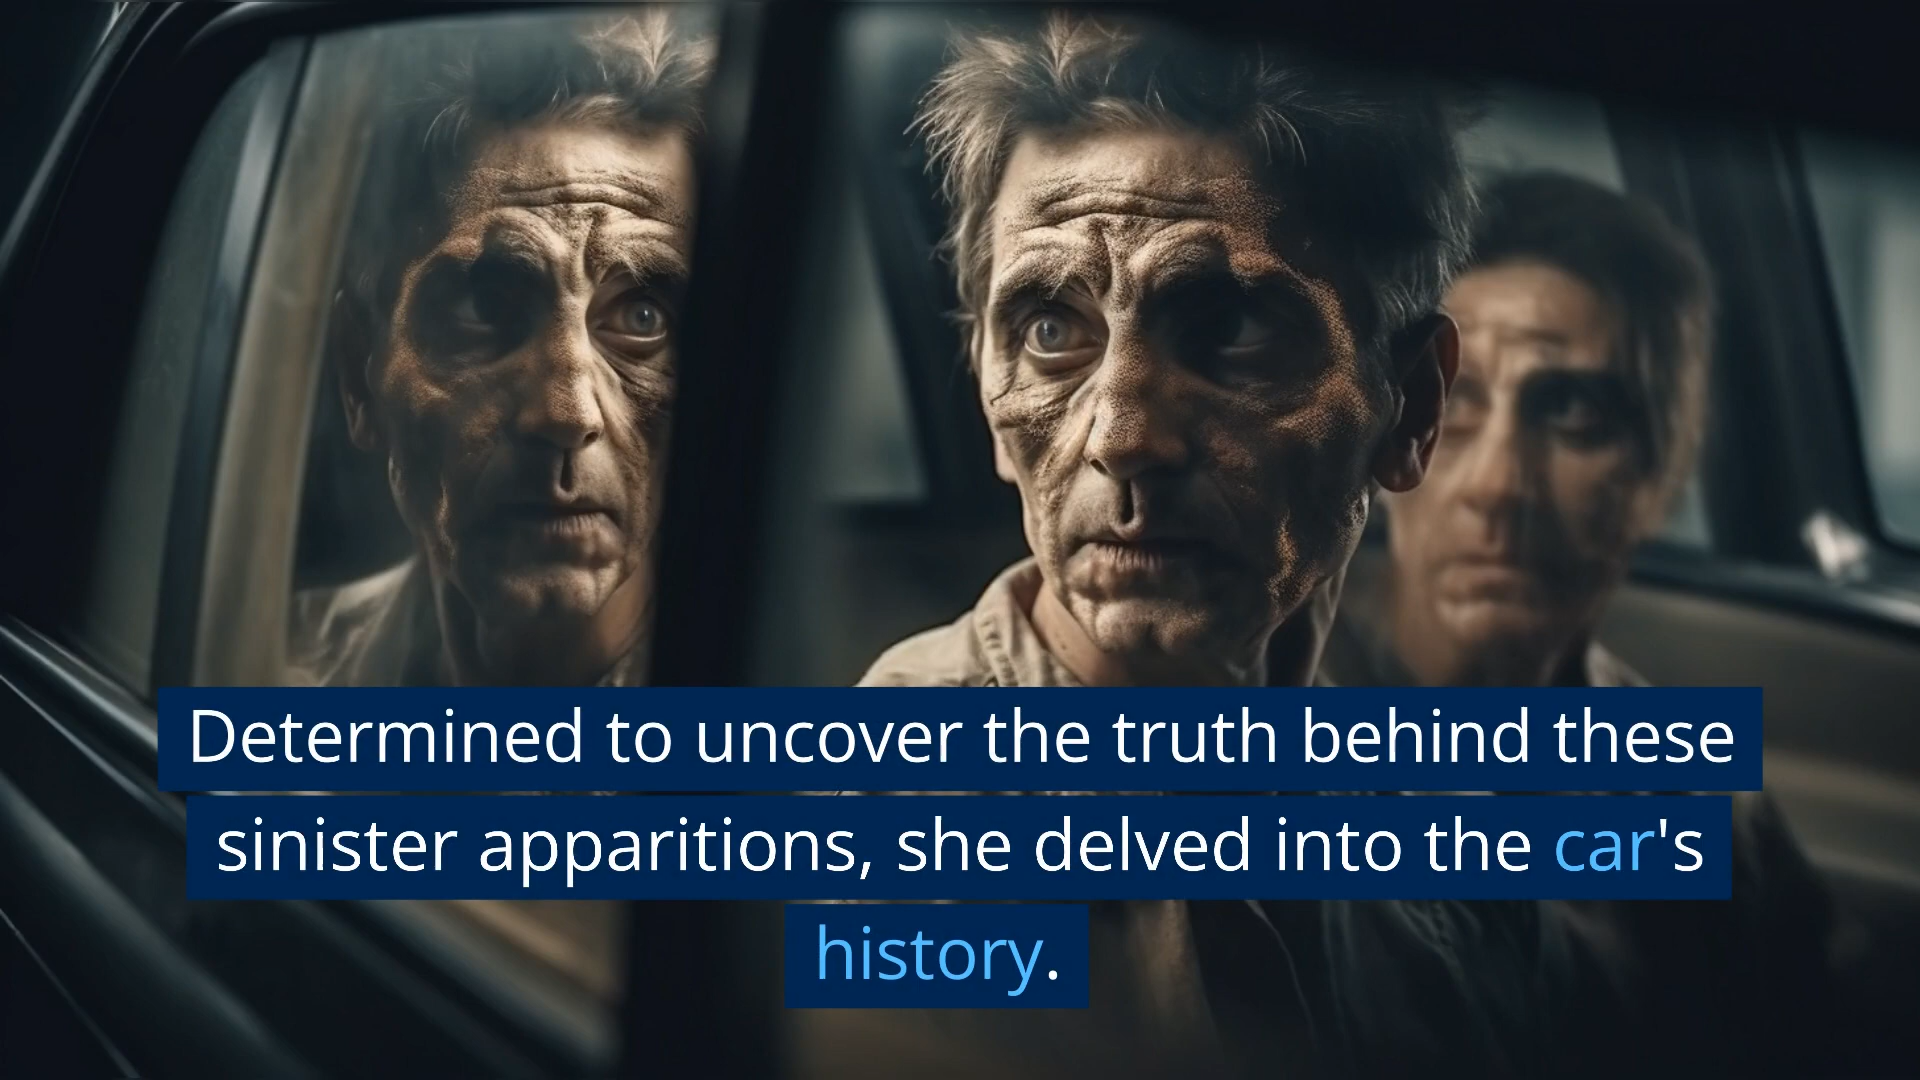 Determined to uncover the truth behind these
sinister apparitions, she delved into the car's
history.